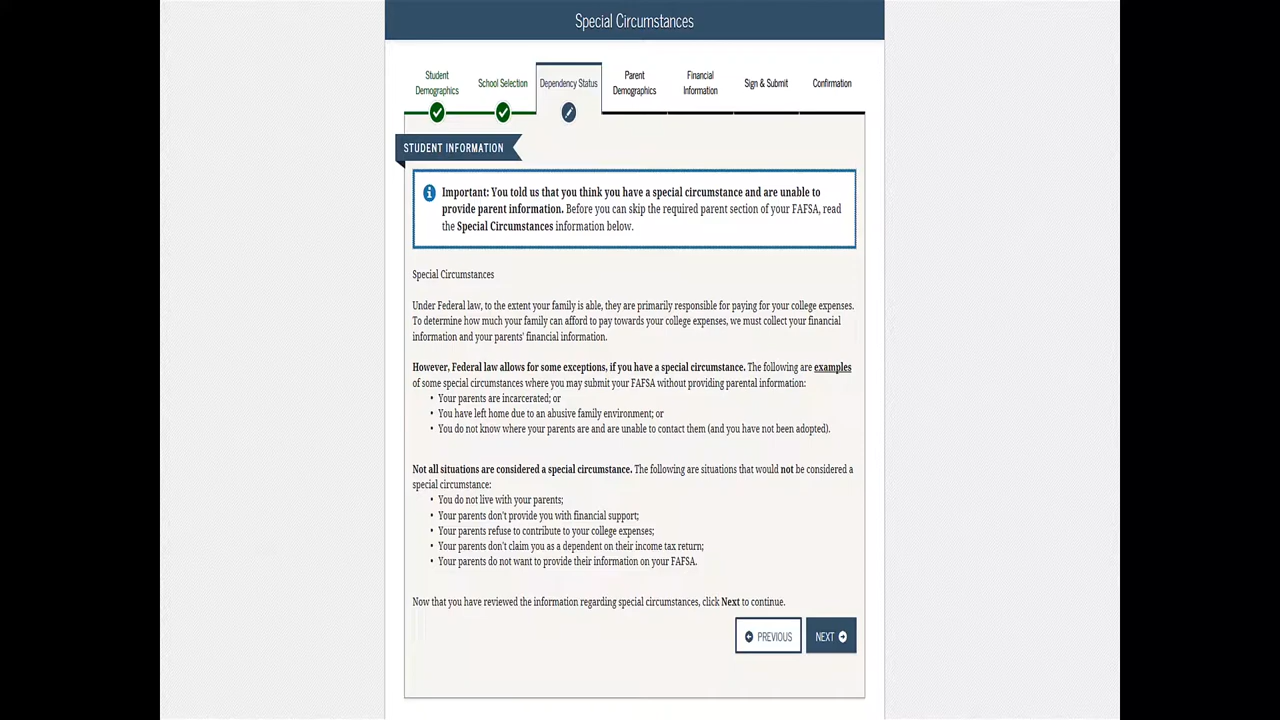 Special Circumstances
Student
Demographics
School Selection
Dependency Status
Parent
Demographics
Financial
Information
Sign & Submit
Confirmation
STUDENT INFORMATION
Important: You told us that you think you have a special circumstance and are unable to
provide parent information. Before you can skip the required parent section of your FAFSA, read
the Special Circumstances information below.
Special Circumstances
Under Federal law, to the extent your family is able, they are primarily responsible for paying for your college expenses.
To determine how much your family can afford to pay towards your college expenses, we must collect your financial
information and your parents' financial information.
However, Federal law allows for some exceptions, if you have a special circumstance. The following are examples
of some special circumstances where you may submit your FAFSA without providing parental information:
• Your parents are incarcerated; or
• You have left home due to an abusive family environment; or
• You do not know where your parents are and are unable to contact them (and you have not been adopted).
Not all situations are considered a special circumstance. The following are situations that would not be considered a
special circumstance:
• You do not live with your parents;
• Your parents don't provide you with financial support;
• Your parents refuse to contribute to your college expenses;
• Your parents don't claim you as a dependent on their income tax return;
• Your parents do not want to provide their information on your FAFSA.
Now that you have reviewed the information regarding special circumstances, click Next to continue.
PREVIOUS
NEXT